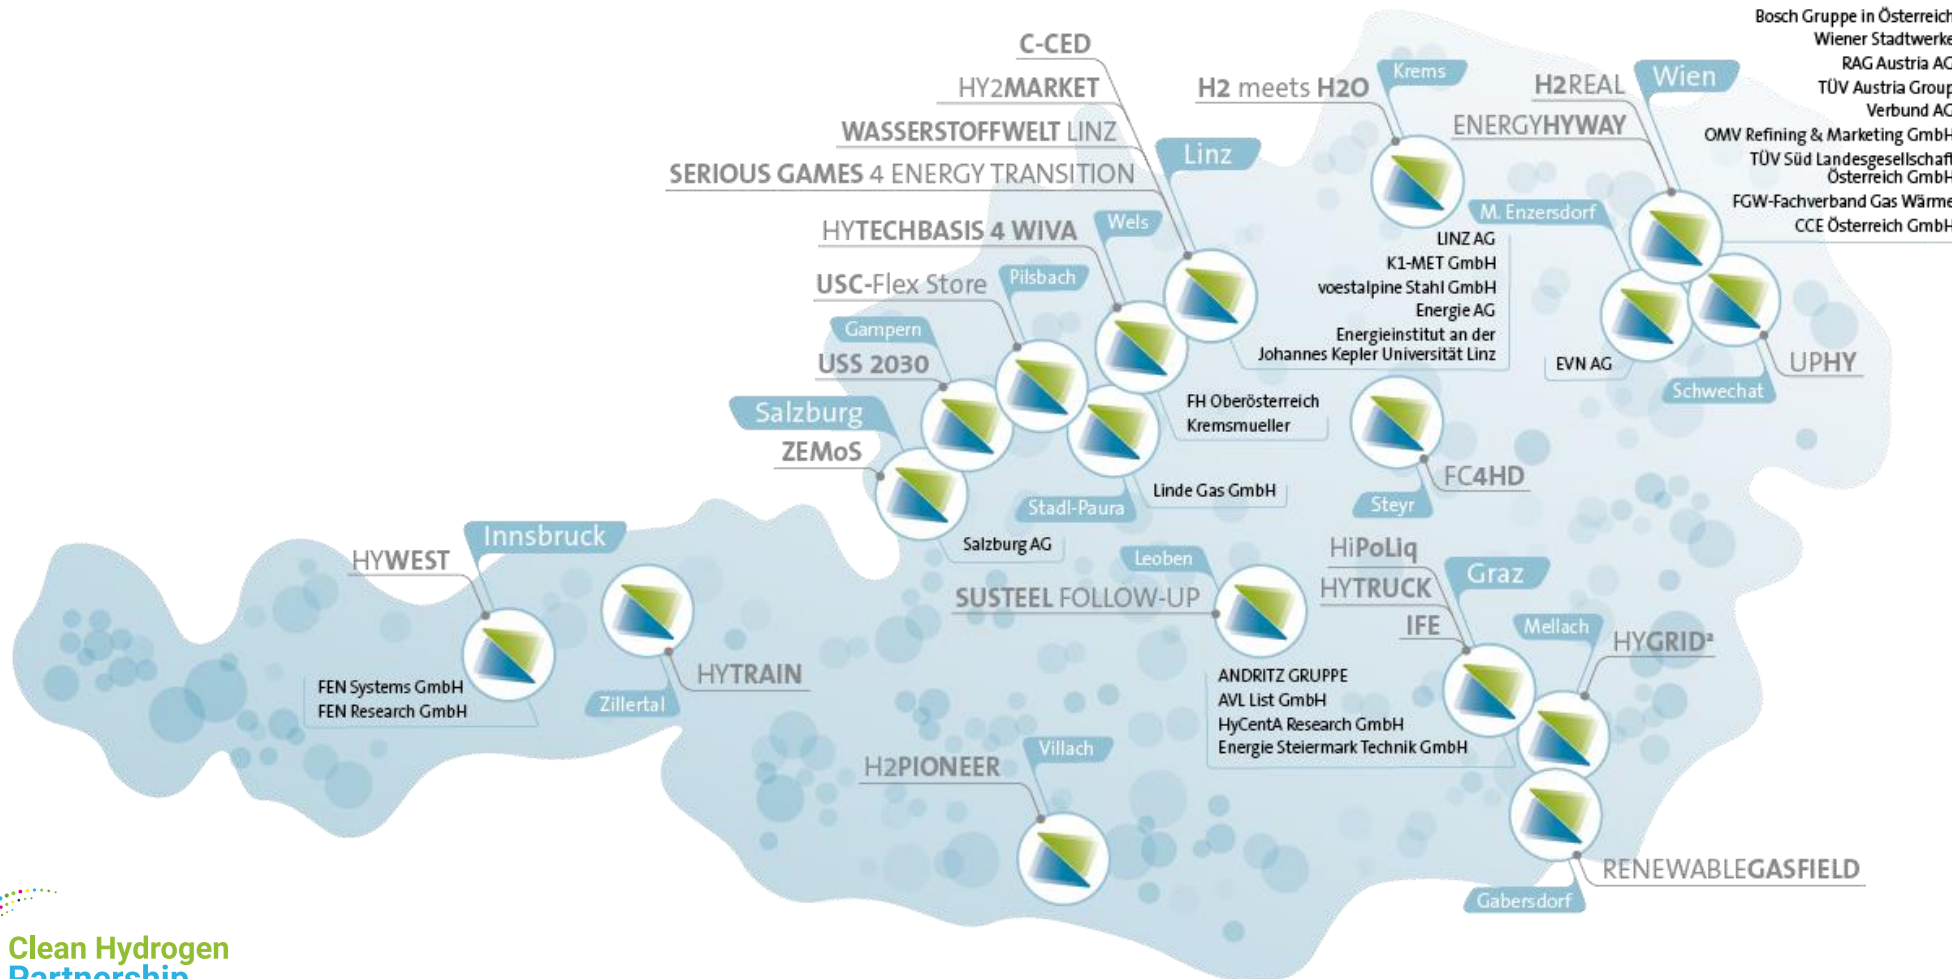 Bosch Gruppe in Österreich
Wiener Stadtwerke
RAG Austria AG
TÜV Austria Group
Verbund AG
OMV Refining & Marketing GmbH
TÜV Süd Landesgesellschaft
Österreich GmbH
FGW-Fachverband Gas Wärme
CCE Österreich GmbH
C-CED
HY2MARKET
WASSERSTOFFWELT LINZ
SERIOUS GAMES 4 ENERGY TRANSITION
Linz
H2 meets H2O
Krems
H2REAL
ENERGYHYWAY
Wien
HYTECHBASIS 4 WIVA
Wels
USC-Flex Store
Pilsbach
Gampern
USS 2030
Salzburg
ZEMoS
M. Enzersdorf
LINZ AG
K1-MET GmbH
voestalpine Stahl GmbH
Energie AG
Energieinstitut an der
Johannes Kepler Universität Linz
EVN AG
UPHY
Schwechat
FH Oberösterreich
Kremsmueller
Linde Gas GmbH
Stadl-Paura
FC4HD
Steyr
Salzburg AG
Innsbruck
HYWEST
FEN Systems GmbH
FEN Research GmbH
HYTRAIN
Zillertal
Leoben
SUSTEEL FOLLOW-UP
HiPoLiq
HYTRUCK
IFE
Graz
Mellach
HYGRID²
ANDRITZ GRUPPE
AVL List GmbH
HyCentA Research GmbH
Energie Steiermark Technik GmbH
Villach
H2PIONEER
RENEWABLEGASFIELD
Gabersdorf
Clean Hydrogen
Partnership